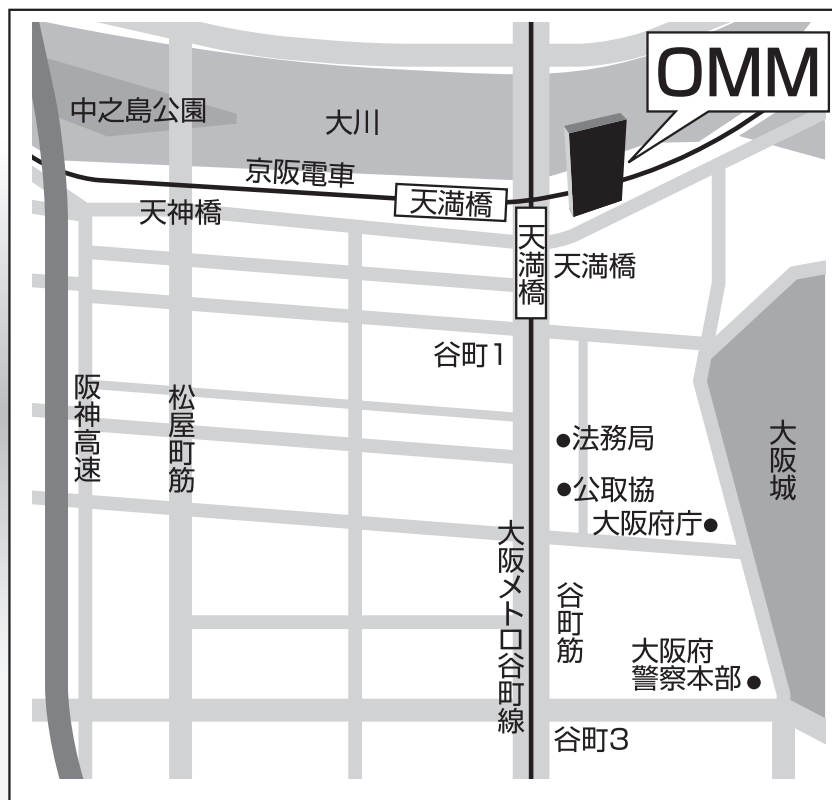 OMM
中之島公園
大川
京阪電車
天満橋
天神橋
天満橋
天満橋
谷町1
阪神高速
松屋町筋
法務局
公取協
大阪府庁
大阪城
大阪メトロ谷町線
谷町筋
大阪府
警察本部
谷町3